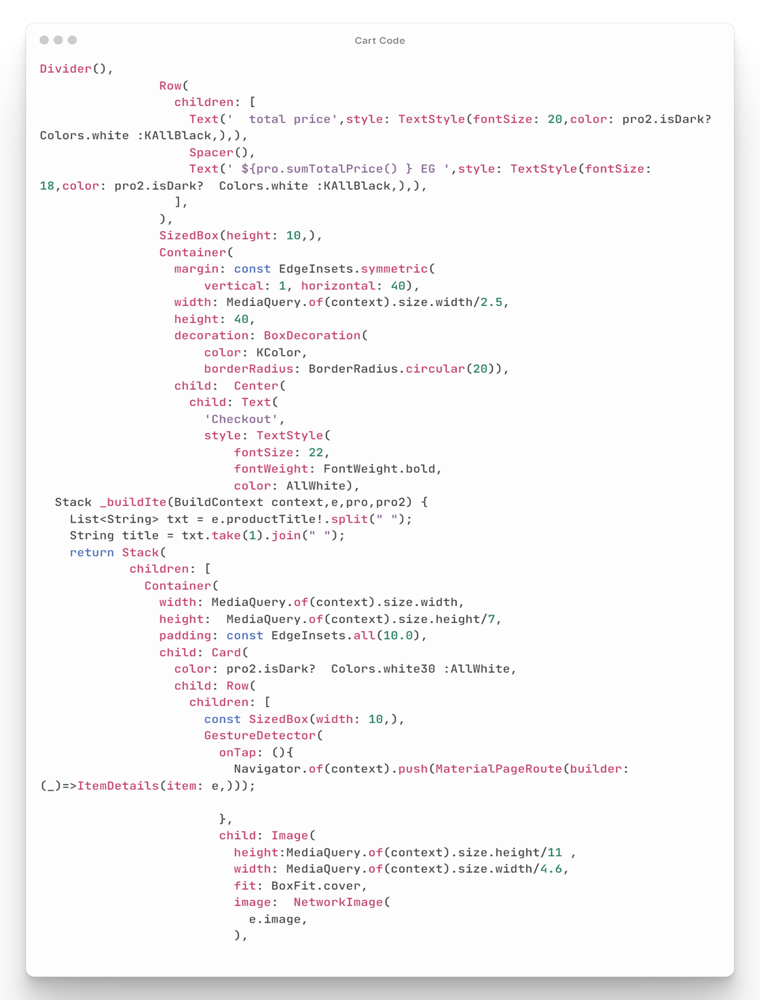 Cart Code
Divider(),
                Row(
                  children: [
                    Text('  total price',style: TextStyle(fontSize: 20,color: pro2.isDark?
Colors.white :KAllBlack,),),
                    Spacer(),
                    Text(' ${pro.sumTotalPrice() } EG ',style: TextStyle(fontSize:
18,color: pro2.isDark?  Colors.white :KAllBlack,),),
                  ],
                ),
                SizedBox(height: 10,),
                Container(
                  margin: const EdgeInsets.symmetric(
                      vertical: 1, horizontal: 40),
                  width: MediaQuery.of(context).size.width/2.5,
                  height: 40,
                  decoration: BoxDecoration(
                      color: KColor,
                      borderRadius: BorderRadius.circular(20)),
                  child:  Center(
                    child: Text(
                      'Checkout',
                      style: TextStyle(
                          fontSize: 22,
                          fontWeight: FontWeight.bold,
                          color: AllWhite),
  Stack _buildIte(BuildContext context,e,pro,pro2) {
    List<String> txt = e.productTitle!.split(" ");
    String title = txt.take(1).join(" ");
    return Stack(
            children: [
              Container(
                width: MediaQuery.of(context).size.width,
                height:  MediaQuery.of(context).size.height/7,
                padding: const EdgeInsets.all(10.0),
                child: Card(
                  color: pro2.isDark?  Colors.white30 :AllWhite,
                  child: Row(
                    children: [
                      const SizedBox(width: 10,),
                      GestureDetector(
                        onTap: (){
                          Navigator.of(context).push(MaterialPageRoute(builder:
(_)=>ItemDetails(item: e,)));

                        },
                        child: Image(
                          height:MediaQuery.of(context).size.height/11 ,
                          width: MediaQuery.of(context).size.width/4.6,
                          fit: BoxFit.cover,
                          image:  NetworkImage(
                            e.image,
                          ),